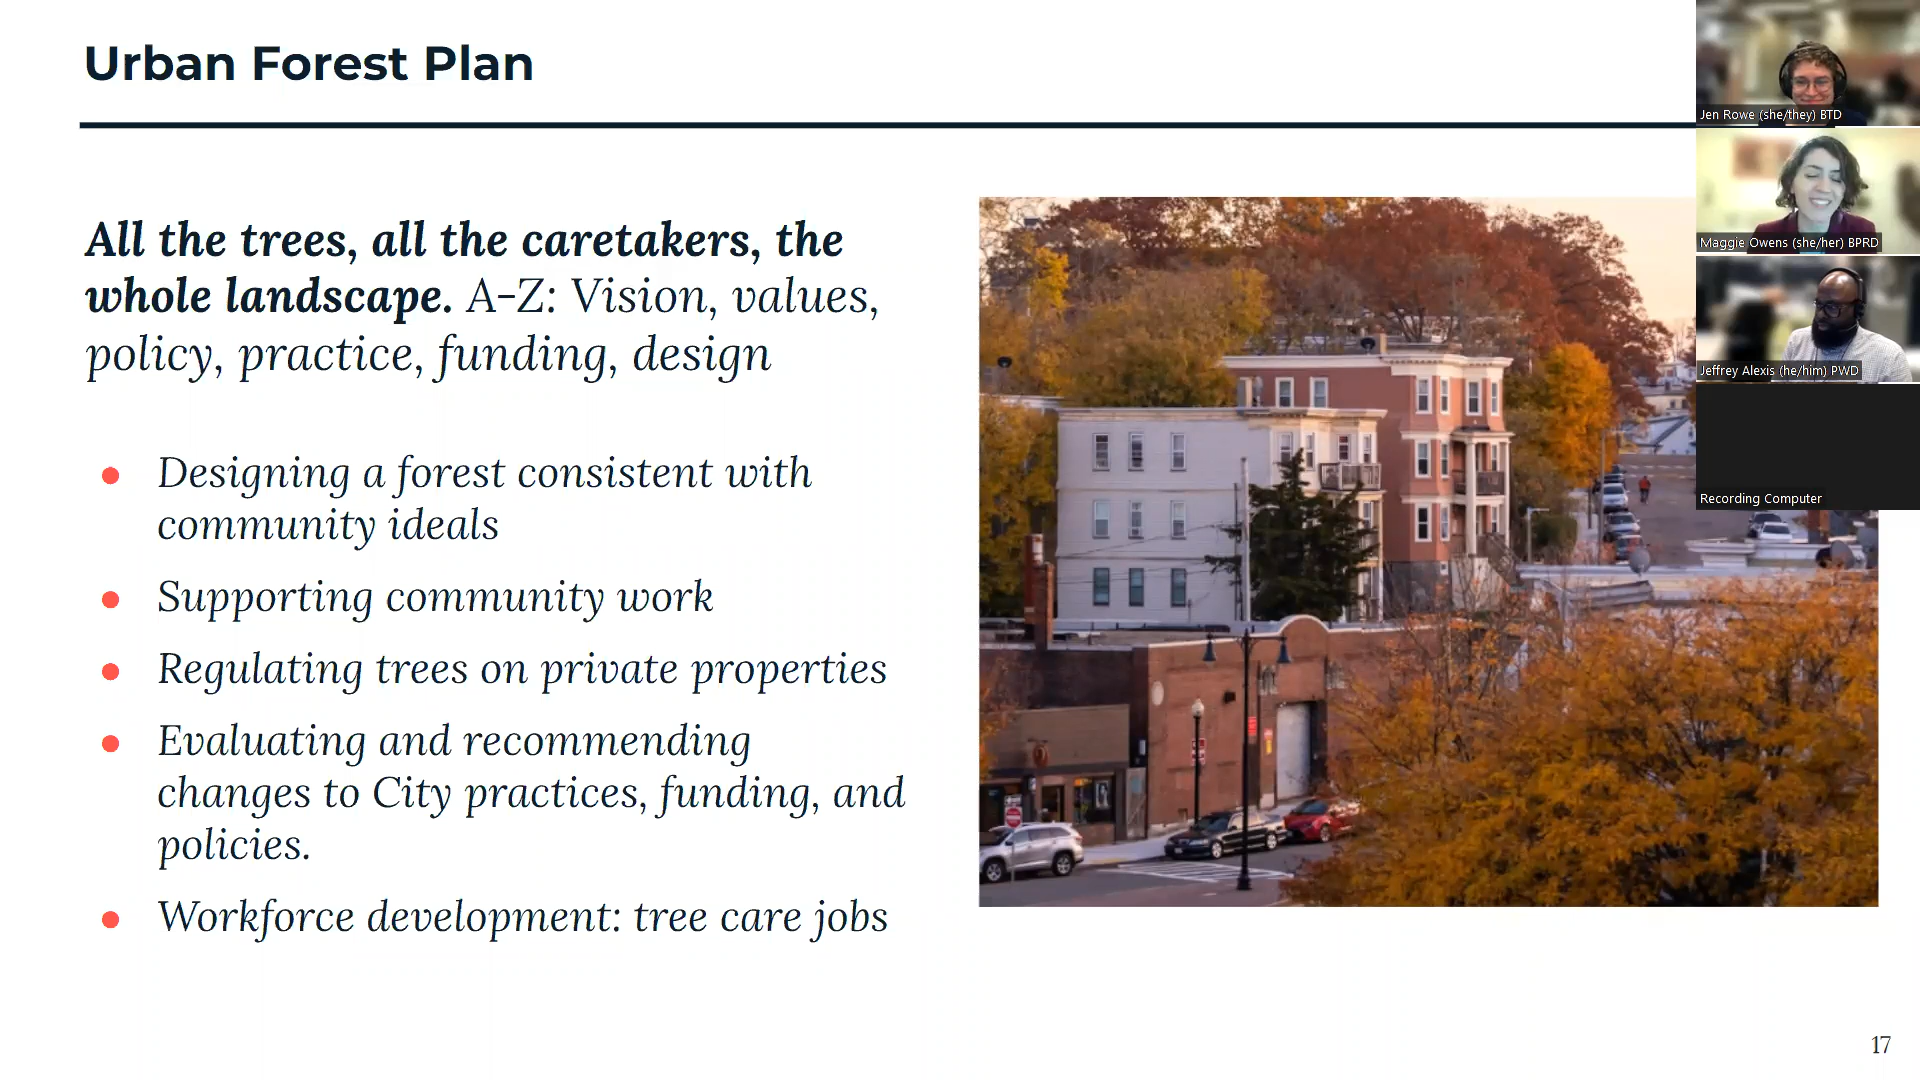 Urban Forest Plan
All the trees, all the caretakers, the
whole landscape. A-Z: Vision, values,
policy, practice, funding, design
● Designing a forest consistent with
community ideals
● Supporting community work
● Regulating trees on private properties
● Evaluating and recommending
changes to City practices, funding, and
policies.
● Workforce development: tree care jobs
Jen Rowe (she/they) BTD
Maggie Owens (she/her) BPRD
Jeffrey Alexis (he/him) PWD
Recording Computer
17